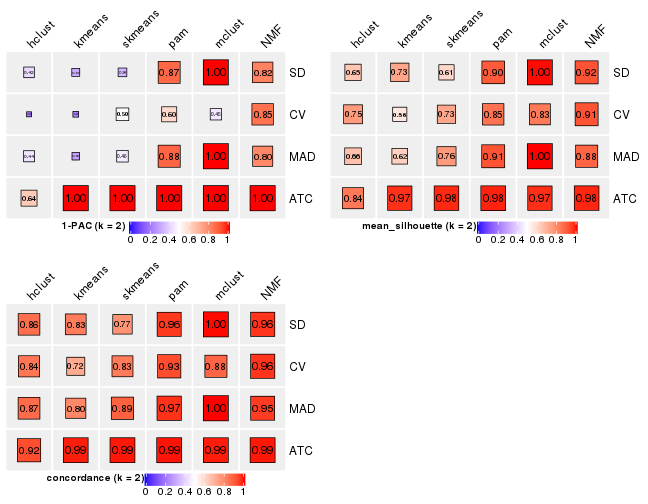 hclust kmeans skmeans pam mclust NMF
0.87 1.00 0.82 SD
0.50 0.60 0.85 CV
0.44 0.88 1.00 0.80 MAD
0.64 1.00 1.00 1.00 1.00 1.00 ATC
1-PAC (k = 2)
0 0.2 0.4 0.6 0.8 1
hclust kmeans skmeans pam mclust NMF
0.65 0.73 0.61 0.90 1.00 0.92 SD
0.75 0.56 0.73 0.85 0.83 0.91 CV
0.66 0.62 0.76 0.91 1.00 0.88 MAD
0.84 0.97 0.98 0.98 0.97 0.98 ATC
mean_silhouette (k = 2)
0 0.2 0.4 0.6 0.8 1
hclust kmeans skmeans pam mclust NMF
0.86 0.83 0.77 0.96 1.00 0.96 SD
0.84 0.72 0.83 0.93 0.88 0.96 CV
0.87 0.80 0.89 0.97 1.00 0.95 MAD
0.92 0.99 0.99 0.99 0.99 0.99 ATC
concordance (k = 2)
0 0.2 0.4 0.6 0.8 1